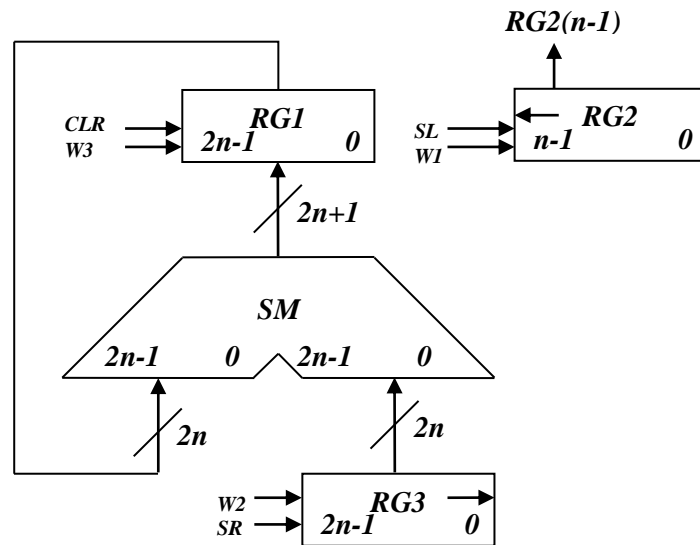 RG2(n-1)
CLR
W3
RG1
2n-1 0
SL
W1
RG2
n-1 0
2n+1
SM
2n-1 0 2n-1 0
2n
2n
W2
SR
RG3
2n-1 0